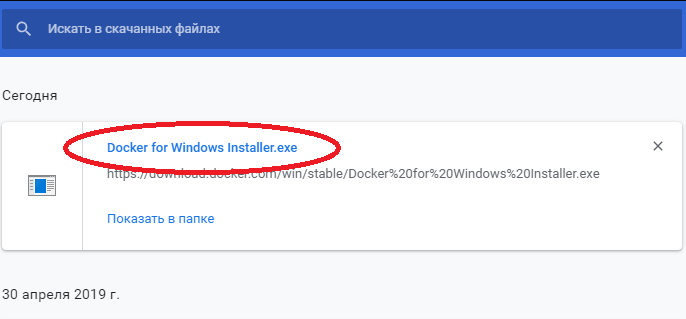 Искать в скачанных файлах
Сегодня
Docker for Windows Installer.exe
https://download.docker.com/win/stable/Docker%20for%20Windows%20Installer.exe
Показать в папке
30 апреля 2019 г.